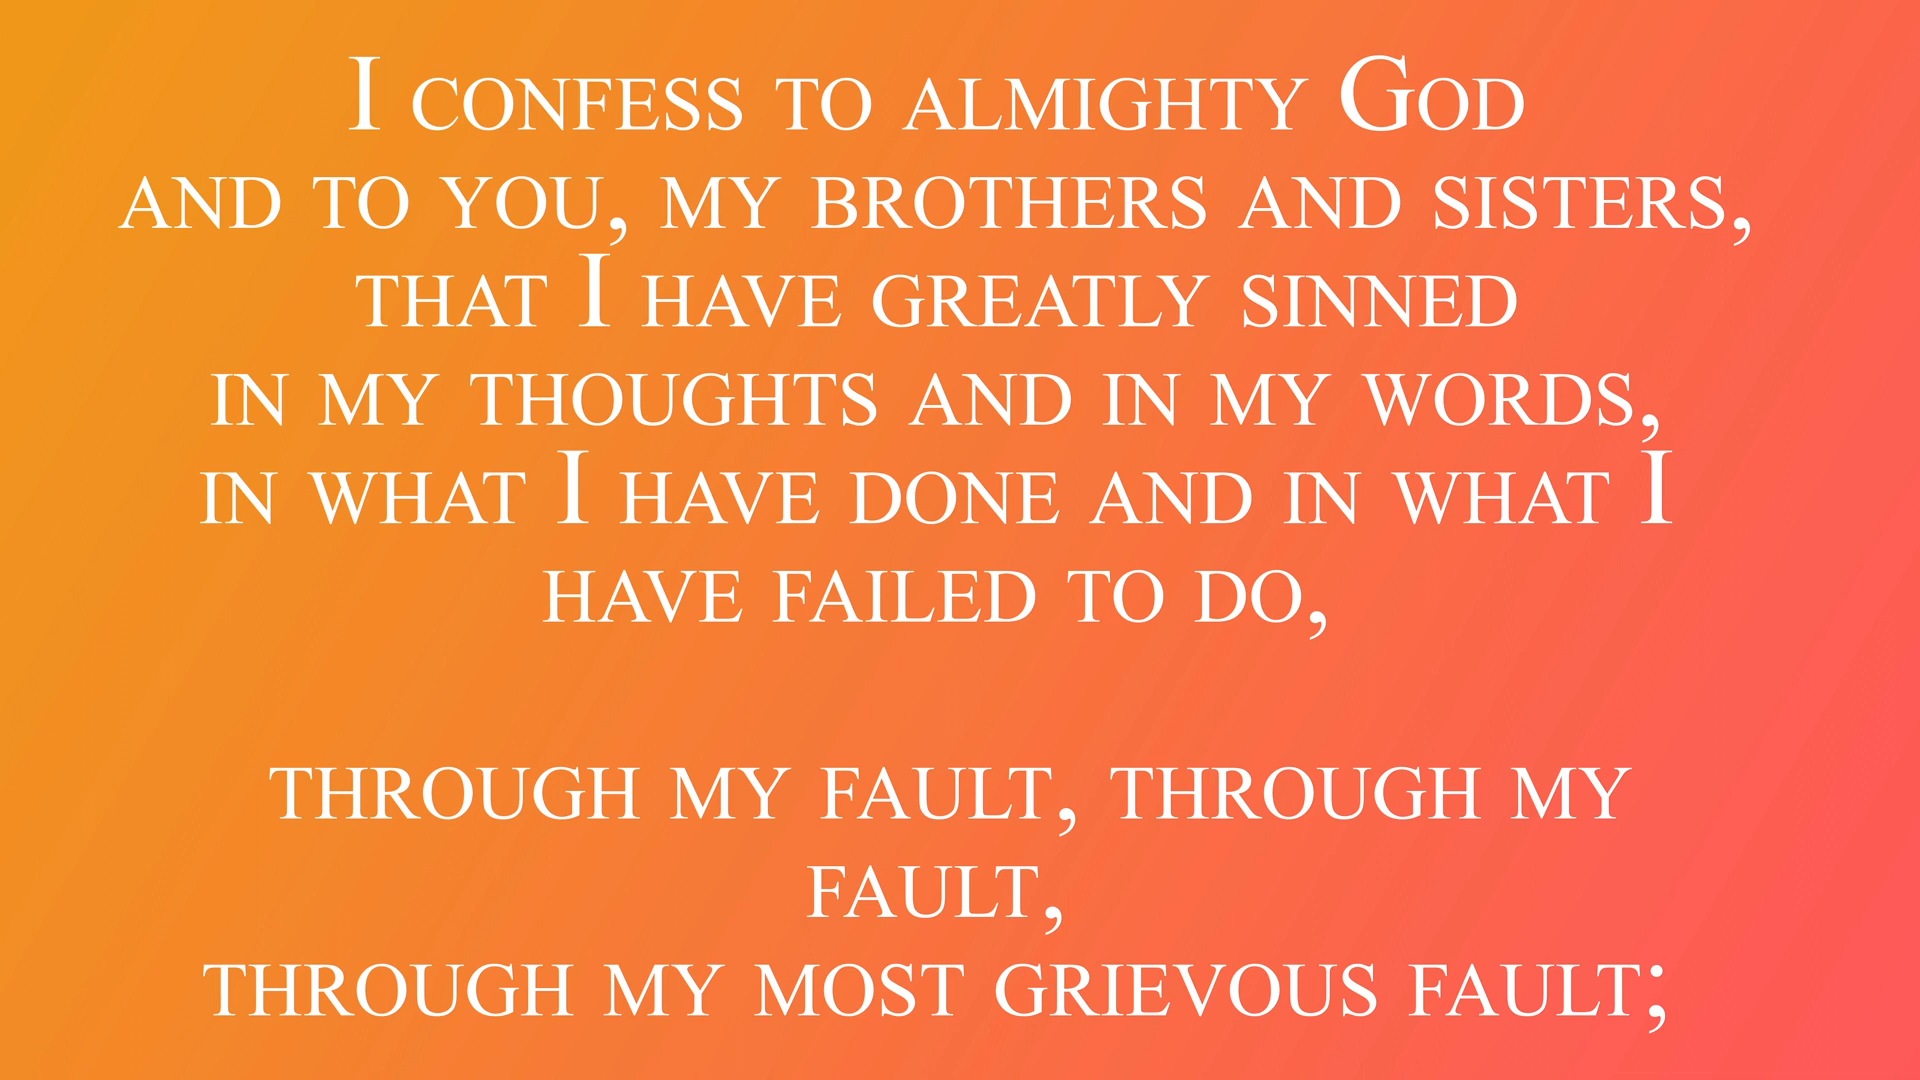 I confess to almighty God
and to you, my brothers and sisters,
that I have greatly sinned
in my thoughts and in my words,
in what I have done and in what I
have failed to do,
through my fault, through my
fault,
through my most grievous fault;